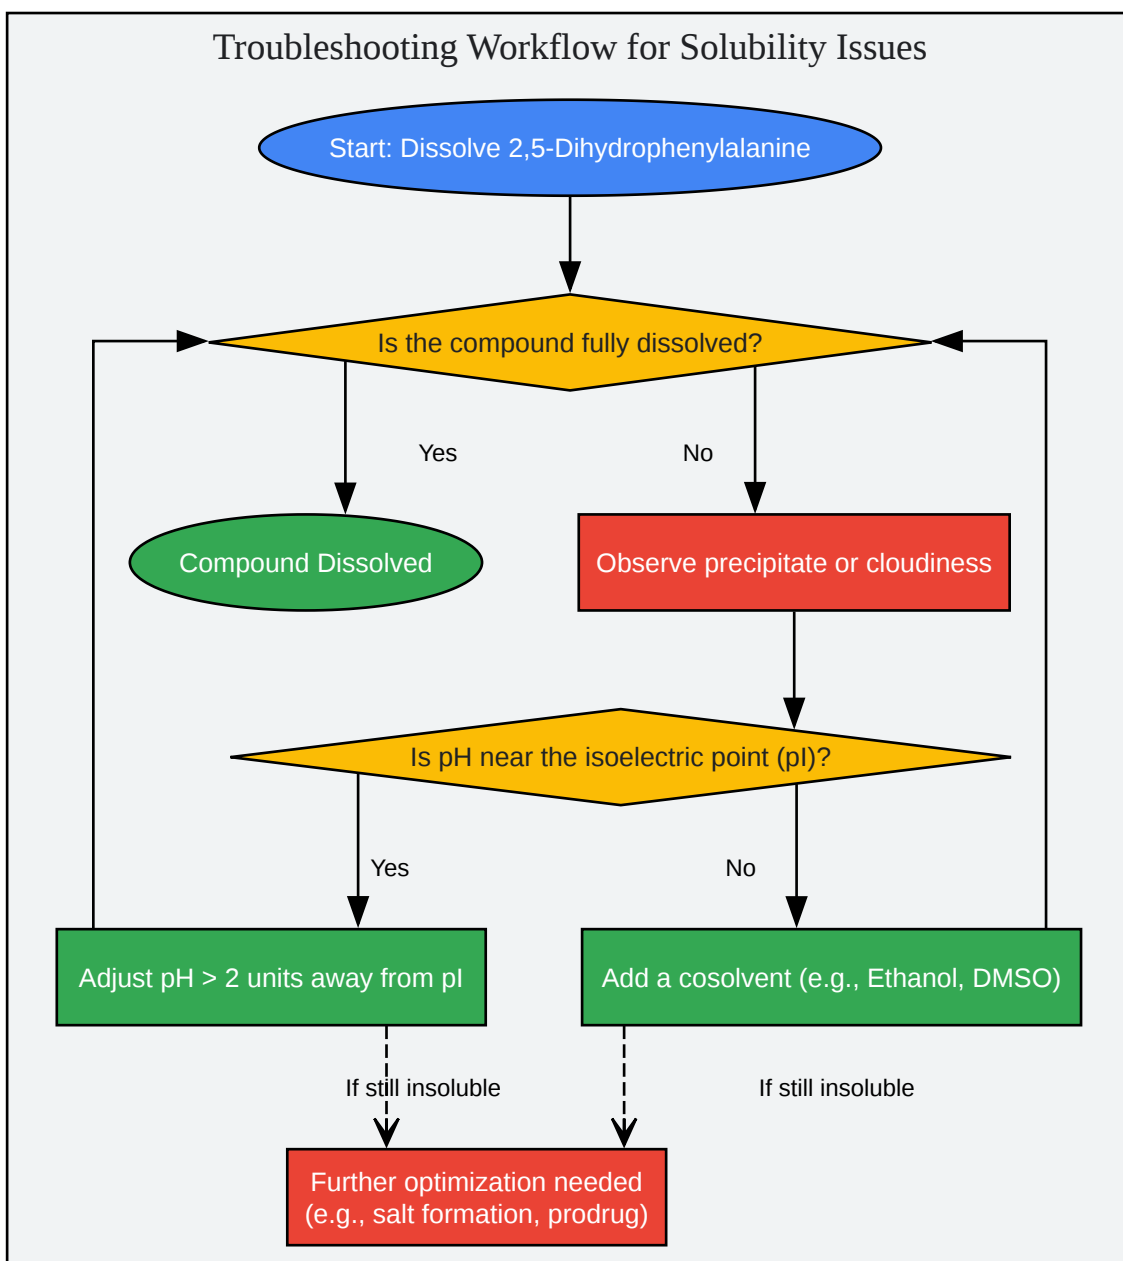 Troubleshooting Workflow for Solubility Issues
Start: Dissolve 2,5-Dihydrophenylalanine
Is the compound fully dissolved?
Yes
No
Compound Dissolved
Observe precipitate or cloudiness
Is pH near the isoelectric point (pI)?
Yes
No
Adjust pH > 2 units away from pI
Add a cosolvent (e.g., Ethanol, DMSO)
If still insoluble
If still insoluble
Further optimization needed
(e.g., salt formation, prodrug)